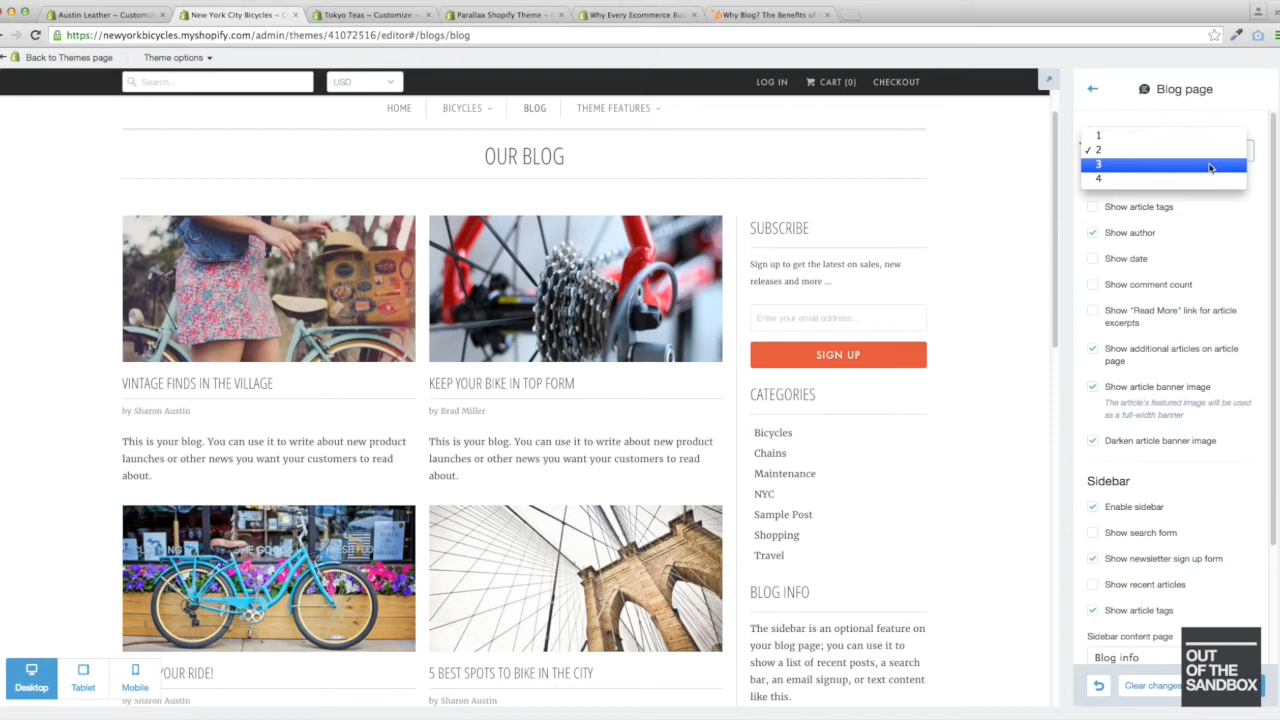 Austin Leather – Customize
New York City Bicycles – C
Tokyo Teas – Customize –
Parallax Shopify Theme – C
Why Every Ecommerce Bus
Why Blog? The Benefits of
https://newyorkbicycles.myshopify.com/admin/themes/41072516/editor#/blogs/blog
Back to Themes page
Theme options
Search...
USD
LOG IN
CART (0)
CHECKOUT
HOME
BICYCLES
BLOG
THEME FEATURES
OUR BLOG
VINTAGE FINDS IN THE VILLAGE
by Sharon Austin
This is your blog. You can use it to write about new product
launches or other news you want your customers to read
about.
KEEP YOUR BIKE IN TOP FORM
by Brad Miller
This is your blog. You can use it to write about new product
launches or other news you want your customers to read
about.
YOUR RIDE!
by Sharon Austin
5 BEST SPOTS TO BIKE IN THE CITY
by Sharon Austin
SUBSCRIBE
Sign up to get the latest on sales, new
releases and more ...
Enter your email address...
SIGN UP
CATEGORIES
Bicycles
Chains
Maintenance
NYC
Sample Post
Shopping
Travel
BLOG INFO
The sidebar is an optional feature on
your blog page; you can use it to
show a list of recent posts, a search
bar, an email signup, or text content
like this.
Desktop
Tablet
Mobile
Blog page
1
✓ 2
3
4
Show article tags
Show author
Show date
Show comment count
Show "Read More" link for article
excerpts
Show additional articles on article
page
Show article banner image
The article's featured image will be used
as a full-width banner
Darken article banner image
Sidebar
Enable sidebar
Show search form
Show newsletter sign up form
Show recent articles
Show article tags
Sidebar content page
Blog info
Clear changes
OUT
OF THE
SANDBOX